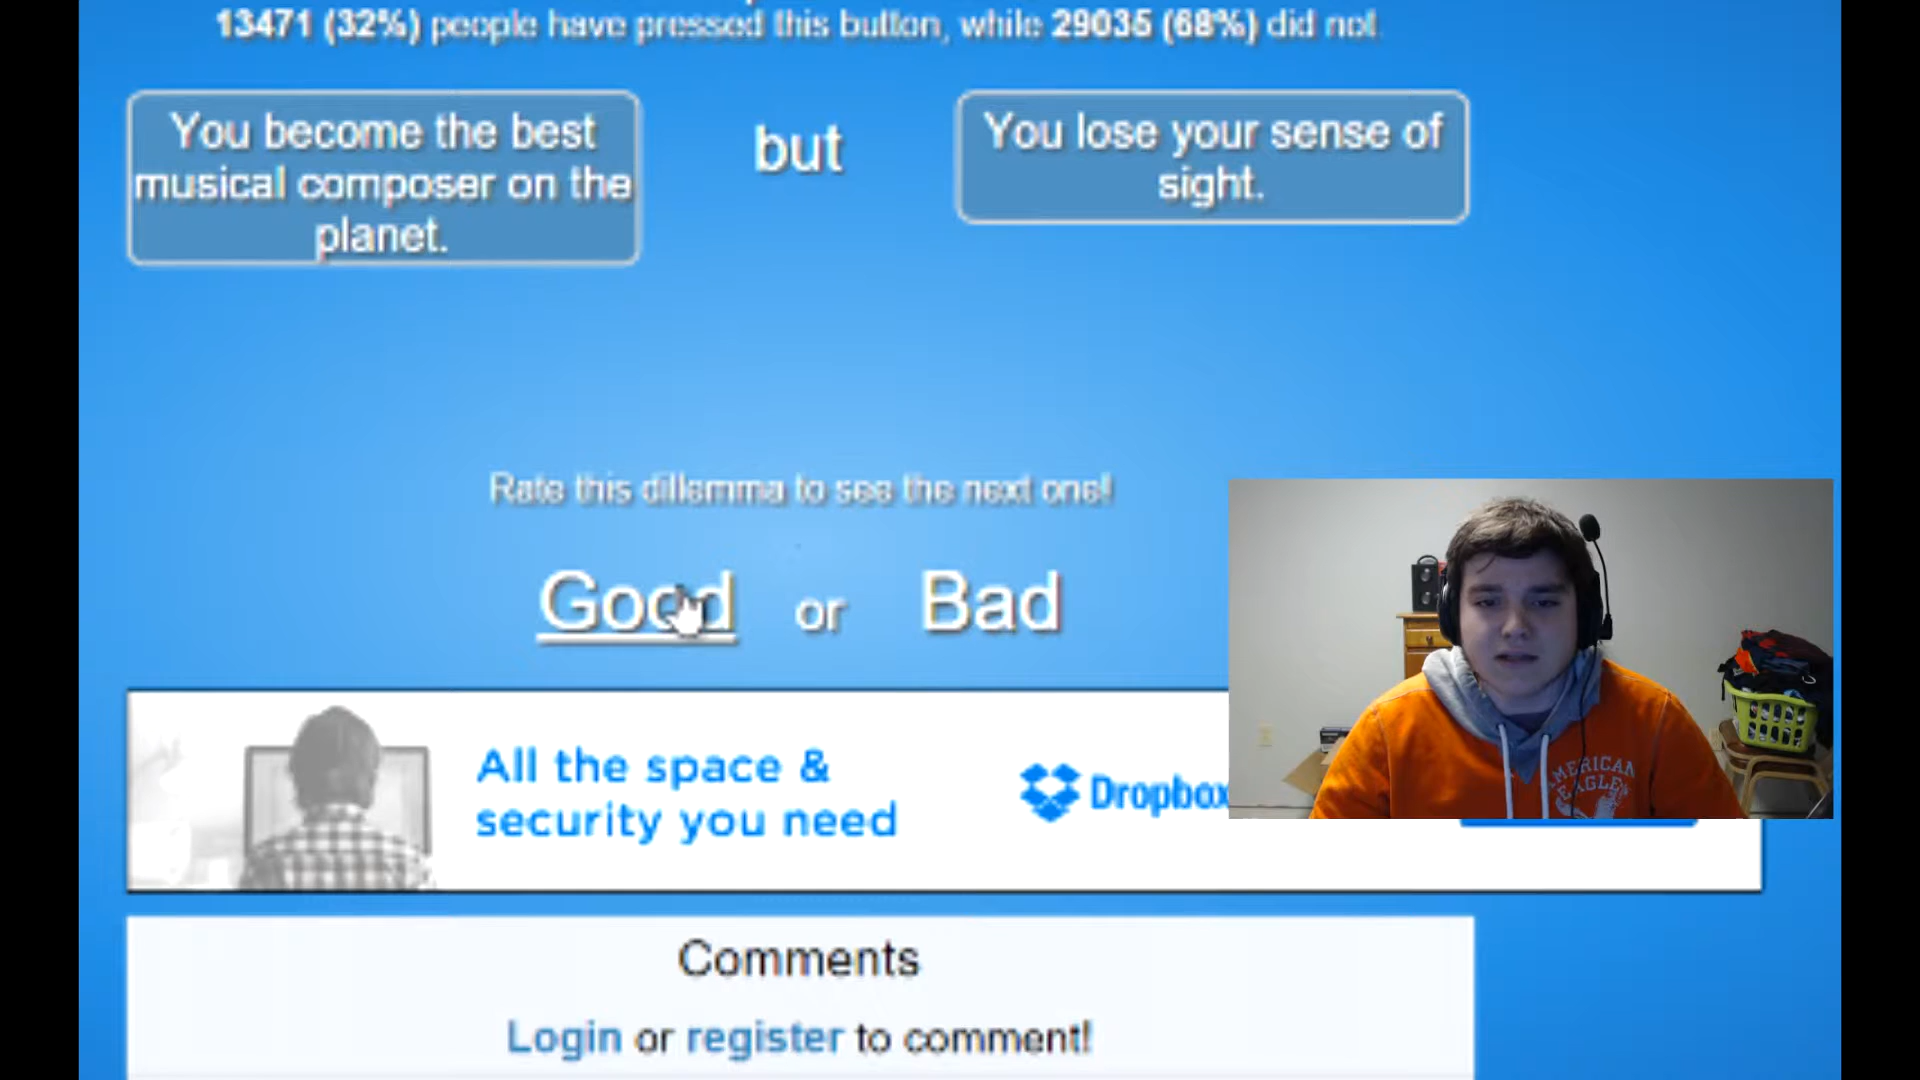 13471 (32%) people have pressed this button, while 29035 (68%) did not.
You become the best
musical composer on the
planet.
but
You lose your sense of
sight.
Rate this dillemma to see the next one!
Good or Bad
All the space &
security you need
Dropbox
AMERICAN
EAGLE
Comments
Login or register to comment!